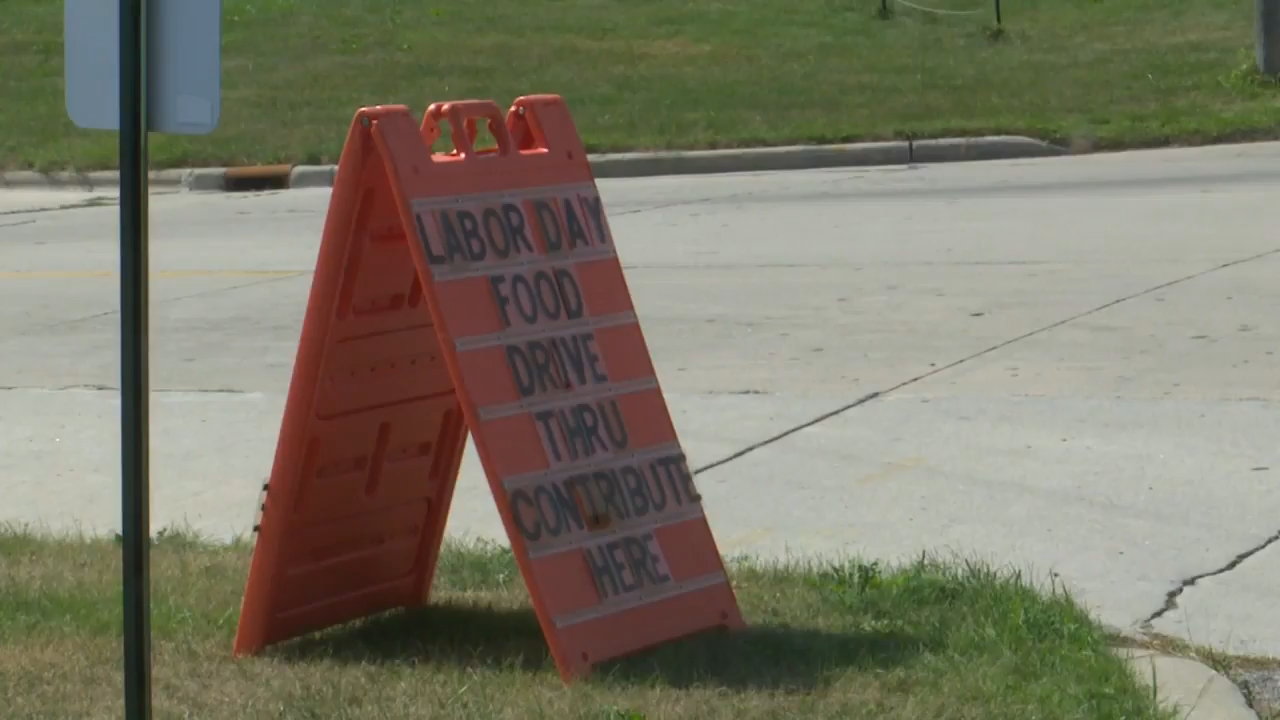 LABOR DAY
FOOD
DRIVE
THRU
CONTRIBUTE
HERE